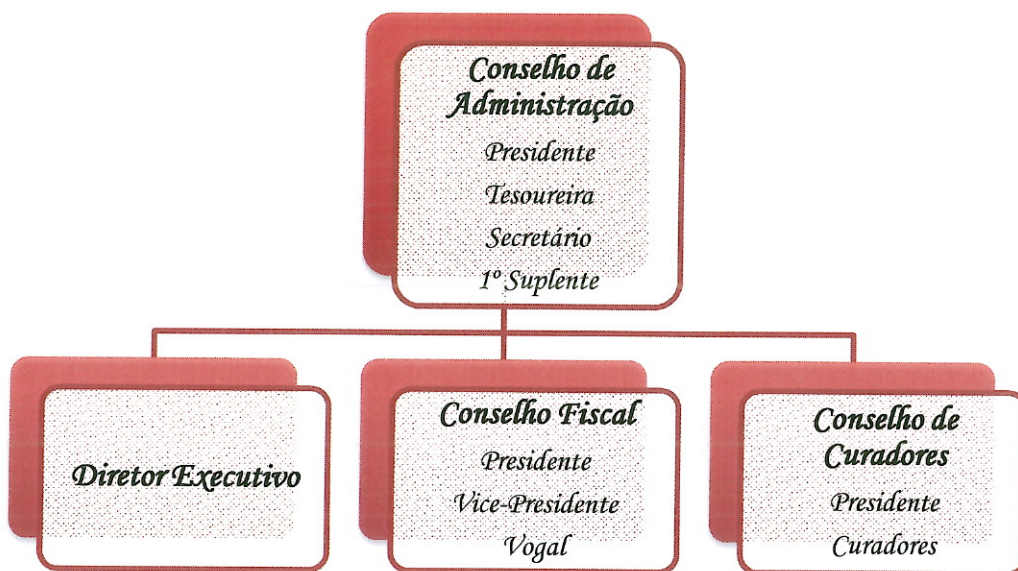 Conselho de
Administração
Presidente
Tesoureira
Secretário
1º Suplente
Diretor Executivo
Conselho Fiscal
Presidente
Vice-Presidente
Vogal
Conselho de
Curadores
Presidente
Curadores